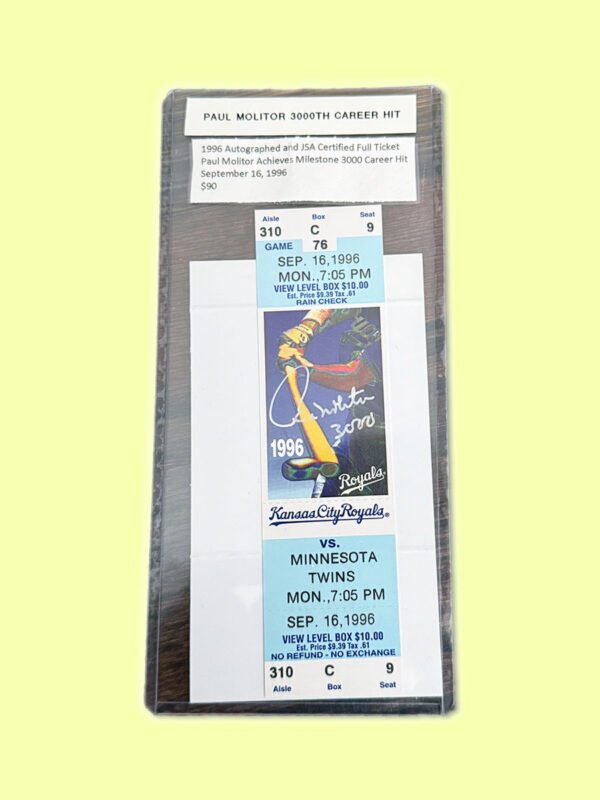 PAUL MOLITOR 3000TH CAREER HIT
1996 Autographed and JSA Certified Full Ticket
Paul Molitor Achieves Milestone 3000 Career Hit
September 16, 1996
$90
Aisle Box Seat
310 C 9
GAME 76
SEP. 16,1996
MON.,7:05 PM
VIEW LEVEL BOX $10.00
Est. Price $9.39 Tax .61
RAIN CHECK
P Molitor
3000
1996
Royals
Kansas City Royals®
VS.
MINNESOTA
TWINS
MON.,7:05 PM
SEP. 16,1996
VIEW LEVEL BOX $10.00
Est. Price $9.39 Tax .61
NO REFUND - NO EXCHANGE
310 C 9
Aisle Box Seat